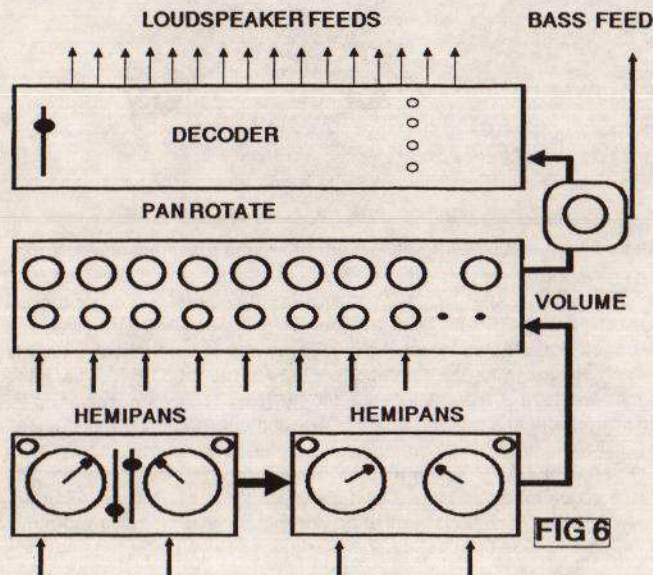 LOUDSPEAKER FEEDS
BASS FEED
DECODER
PAN ROTATE
VOLUME
HEMIPANS
HEMIPANS
FIG 6